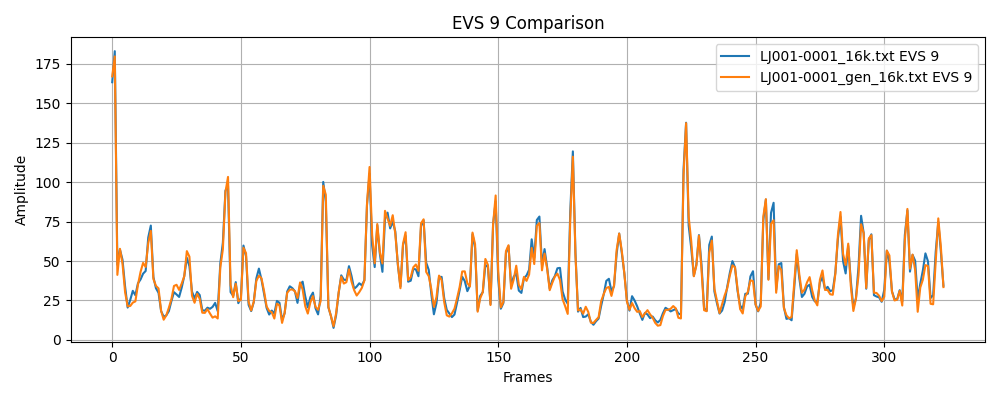 EVS 9 Comparison
LJ001-0001_16k.txt EVS 9
LJ001-0001_gen_16k.txt EVS 9
Amplitude
175
150
125
100
75
50
25
0
0 50 100 150 200 250 300
Frames